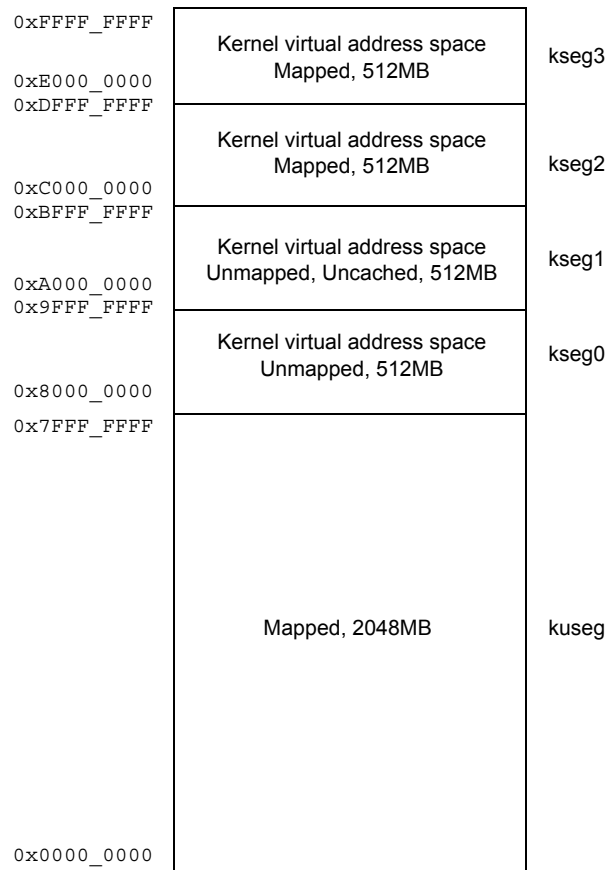 0xFFFF_FFFF
Kernel virtual address space
Mapped, 512MB
kseg3
0xE000_0000
0xDFFF_FFFF
Kernel virtual address space
Mapped, 512MB
kseg2
0xC000_0000
0xBFFF_FFFF
Kernel virtual address space
Unmapped, Uncached, 512MB
kseg1
0xA000_0000
0x9FFF_FFFF
Kernel virtual address space
Unmapped, 512MB
kseg0
0x8000_0000
0x7FFF_FFFF
Mapped, 2048MB
kuseg
0x0000_0000